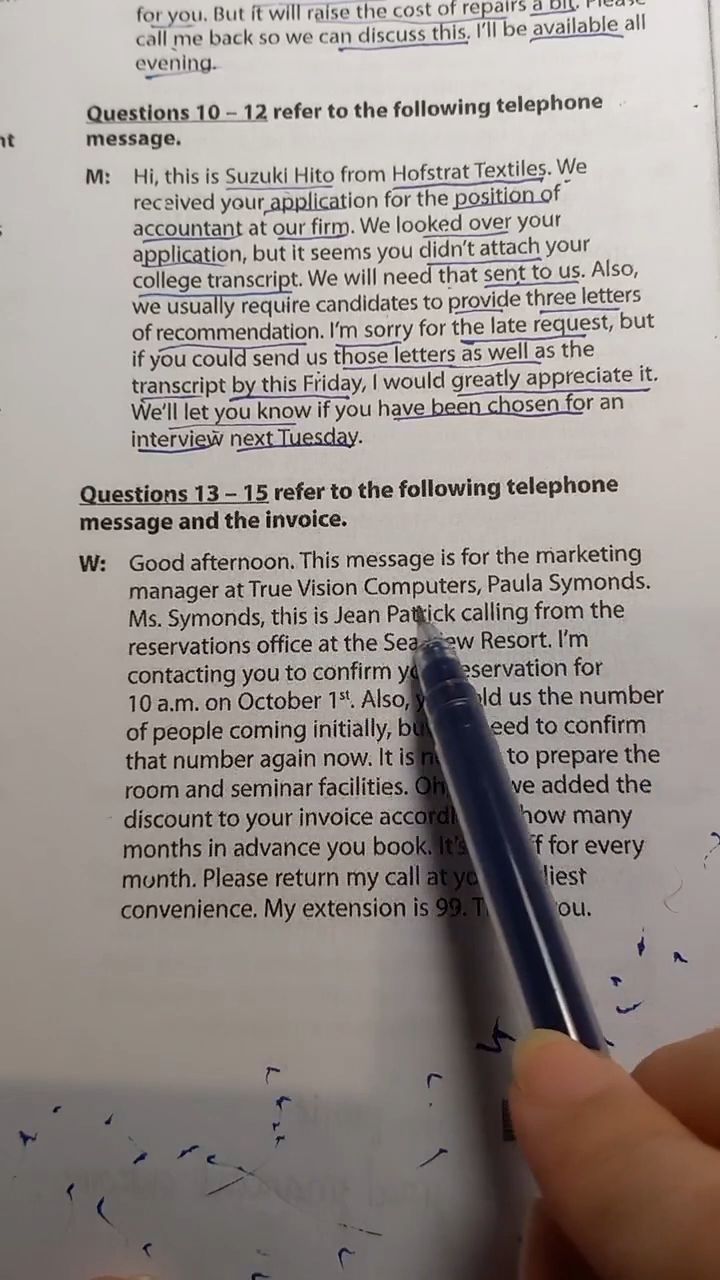 for you. But it will raise the cost of repairs a bit. Please
call me back so we can discuss this. I'll be available all
evening.
Questions 10 – 12 refer to the following telephone
message.
M: Hi, this is Suzuki Hito from Hofstrat Textiles. We
received your application for the position of
accountant at our firm. We looked over your
application, but it seems you didn't attach your
college transcript. We will need that sent to us. Also,
we usually require candidates to provide three letters
of recommendation. I'm sorry for the late request, but
if you could send us those letters as well as the
transcript by this Friday, I would greatly appreciate it.
We'll let you know if you have been chosen for an
interview next Tuesday.
Questions 13 – 15 refer to the following telephone
message and the invoice.
W: Good afternoon. This message is for the marketing
manager at True Vision Computers, Paula Symonds.
Ms. Symonds, this is Jean Patrick calling from the
reservations office at the Resort. I'm
contacting you to confirm for
10 a.m. on October 1st. Also, us the number
of people coming initially, to confirm
that number again now. It is to prepare the
room and seminar facilities. added the
discount to your invoice how many
months in advance you book. for every
month. Please return my call at
convenience. My extension is 99.